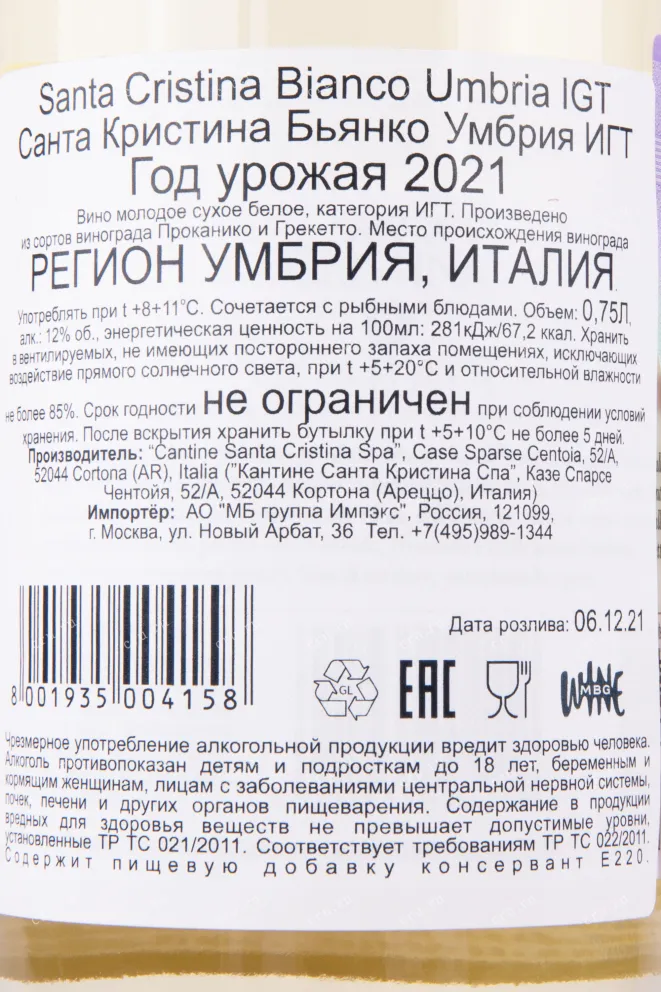 Santa Cristina Bianco Umbria IGT
Санта Кристина Бьянко Умбрия ИГТ
Год урожая 2021
Вино молодое сухое белое, категория ИГТ. Произведено
из сортов винограда Проканико и Грекетто. Место происхождения винограда
РЕГИОН УМБРИЯ, ИТАЛИЯ.
Употреблять при t +8+11°С. Сочетается с рыбными блюдами. Объем: 0,75Л,
алк.: 12% об., энергетическая ценность на 100мл: 281кДж/67,2 ккал. Хранить
в вентилируемых, не имеющих постороннего запаха помещениях, исключающих
воздействие прямого солнечного света, при t +5+20°С и относительной влажности
не более 85%. Срок годности не ограничен при соблюдении условий
хранения. После вскрытия хранить бутылку при t +5+10°С не более 5 дней.
Производитель: "Cantine Santa Cristina Spa", Case Sparse Centoia, 52/A,
52044 Cortona (AR), Italia ("Кантине Санта Кристина Спа", Казе Спарсе
Чентойя, 52/А, 52044 Кортона (Ареццо), Италия)
Импортёр: АО "МБ группа Импэкс", Россия, 121099,
г. Москва, ул. Новый Арбат, 36 Тел. +7(495)989-1344
Дата розлива: 06.12.21
8 001935 004158
GL
EAC
WINE
MBG
Чрезмерное употребление алкогольной продукции вредит здоровью человека.
Алкоголь противопоказан детям и подросткам до 18 лет, беременным и
кормящим женщинам, лицам с заболеваниями центральной нервной системы,
почек, печени и других органов пищеварения. Содержание в продукции
вредных для здоровья веществ не превышает допустимые уровни,
установленные ТР ТС 021/2011. Соответствует требованиям ТР ТС 022/2011.
Содержит пищевую добавку консервант Е220.